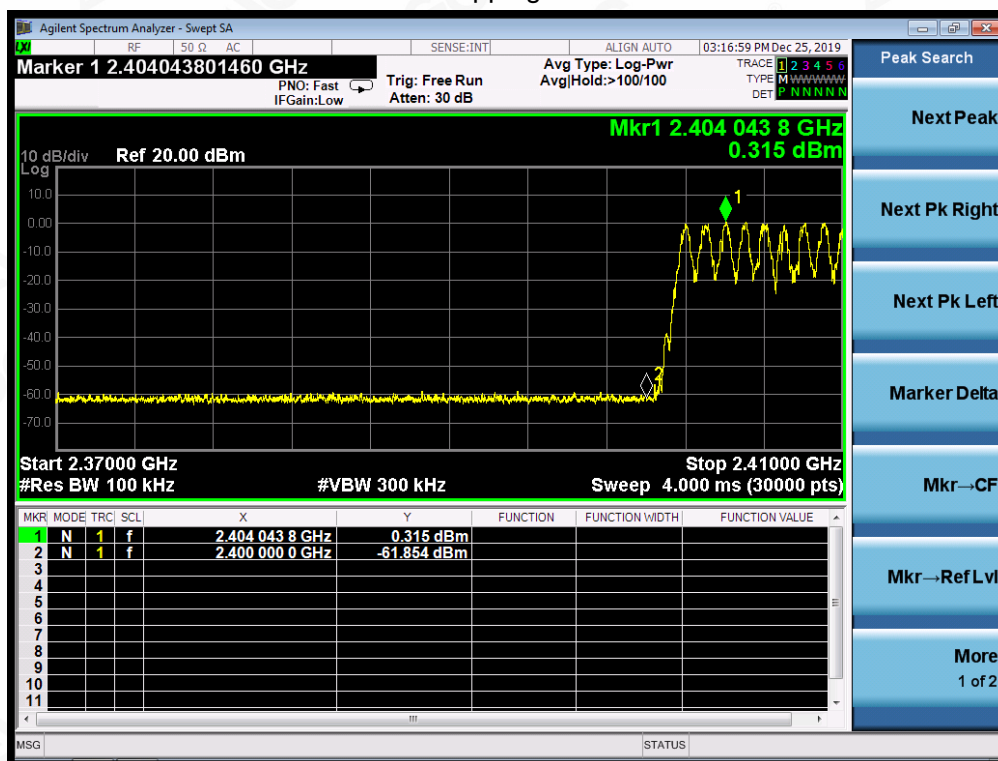 Agilent Spectrum Analyzer - Swept SA
LXI RF 50 Ω AC SENSE:INT ALIGN AUTO 03:16:59 PM Dec 25, 2019
Marker 1 2.404043801460 GHz
PNO: Fast
IFGain:Low
Trig: Free Run
Atten: 30 dB
Avg Type: Log-Pwr
Avg|Hold:>100/100
TRACE 1 2 3 4 5 6
TYPE M WWWWW
DET P N N N N N
Mkr1 2.404 043 8 GHz
0.315 dBm
10 dB/div Ref 20.00 dBm
Log
10.0
0.00
-10.0
-20.0
-30.0
-40.0
-50.0
-60.0
-70.0
1
2
Start 2.37000 GHz Stop 2.41000 GHz
#Res BW 100 kHz #VBW 300 kHz Sweep 4.000 ms (30000 pts)
MKR MODE TRC SCL X Y FUNCTION FUNCTION WIDTH FUNCTION VALUE
1 N 1 f 2.404 043 8 GHz 0.315 dBm
2 N 1 f 2.400 000 0 GHz -61.854 dBm
3
4
5
6
7
8
9
10
11
MSG STATUS
Peak Search
Next Peak
Next Pk Right
Next Pk Left
Marker Delta
Mkr→CF
Mkr→Ref Lvl
More
1 of 2